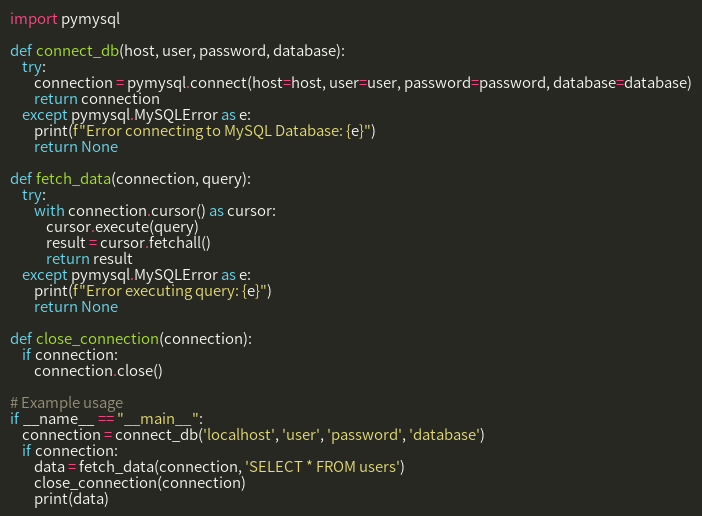 import pymysql

def connect_db(host, user, password, database):
    try:
        connection = pymysql.connect(host=host, user=user, password=password, database=database)
        return connection
    except pymysql.MySQLError as e:
        print(f"Error connecting to MySQL Database: {e}")
        return None

def fetch_data(connection, query):
    try:
        with connection.cursor() as cursor:
            cursor.execute(query)
            result = cursor.fetchall()
            return result
    except pymysql.MySQLError as e:
        print(f"Error executing query: {e}")
        return None

def close_connection(connection):
    if connection:
        connection.close()

# Example usage
if __name__ == "__main__":
    connection = connect_db('localhost', 'user', 'password', 'database')
    if connection:
        data = fetch_data(connection, 'SELECT * FROM users')
        close_connection(connection)
        print(data)